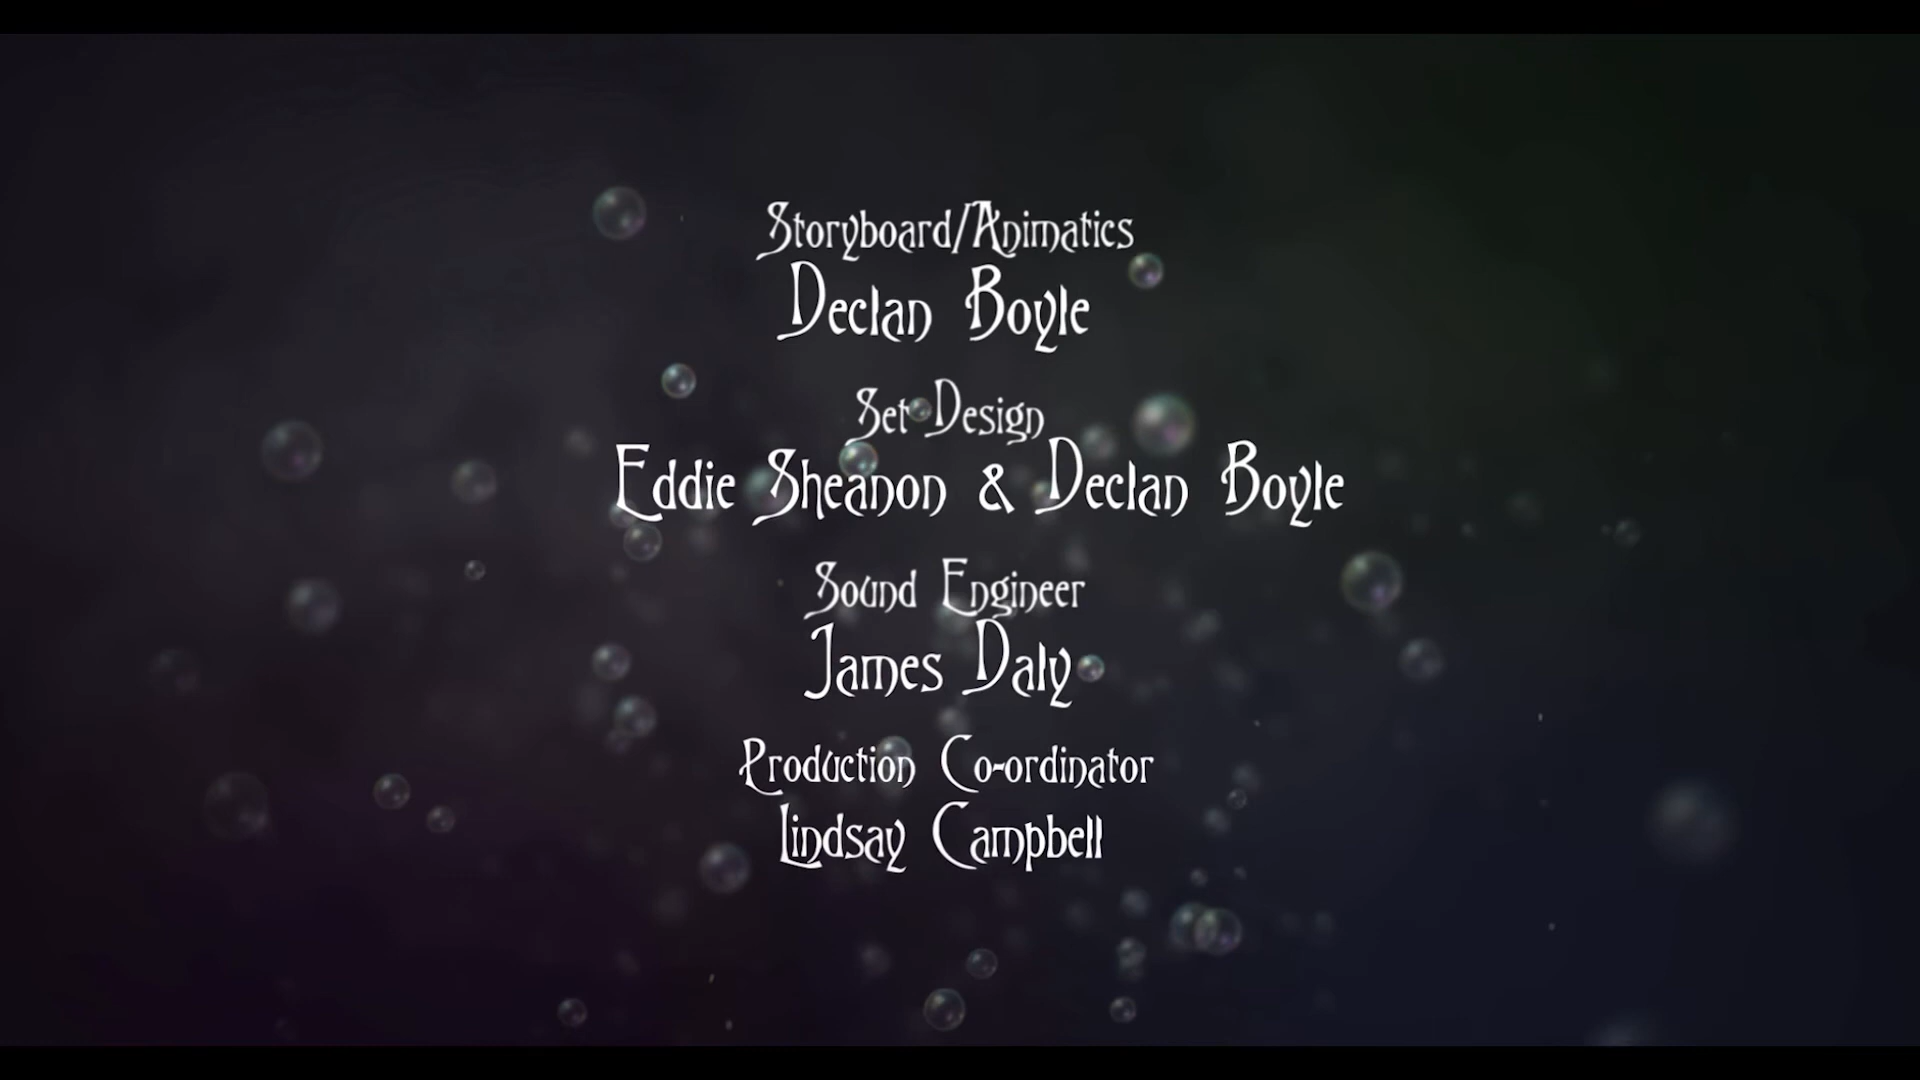 Storyboard/Animatics
Declan Boyle
Set Design
Eddie Sheanon & Declan Boyle
Sound Engineer
James Daly
Production Co-ordinator
Lindsay Campbell